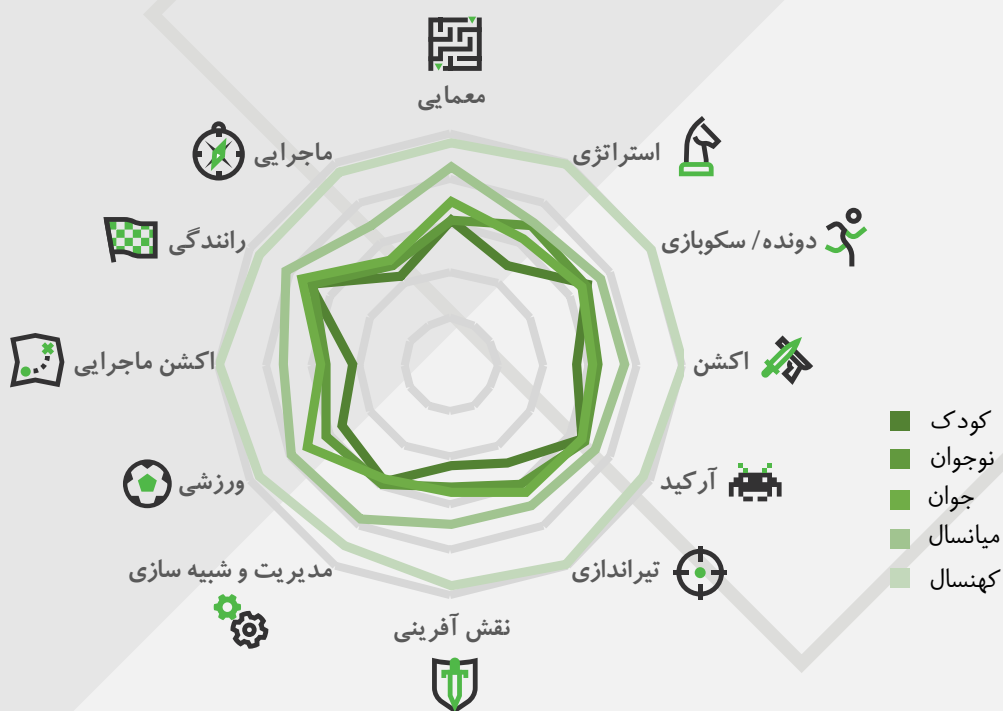 معمایی
استراتژی
ماجرایی
دونده/ سکوبازی
رانندگی
اکشن
اکشن ماجرایی
آرکید
ورزشی
تیراندازی
مدیریت و شبیه سازی
نقش آفرینی
کودک
نوجوان
جوان
میانسال
کهنسال